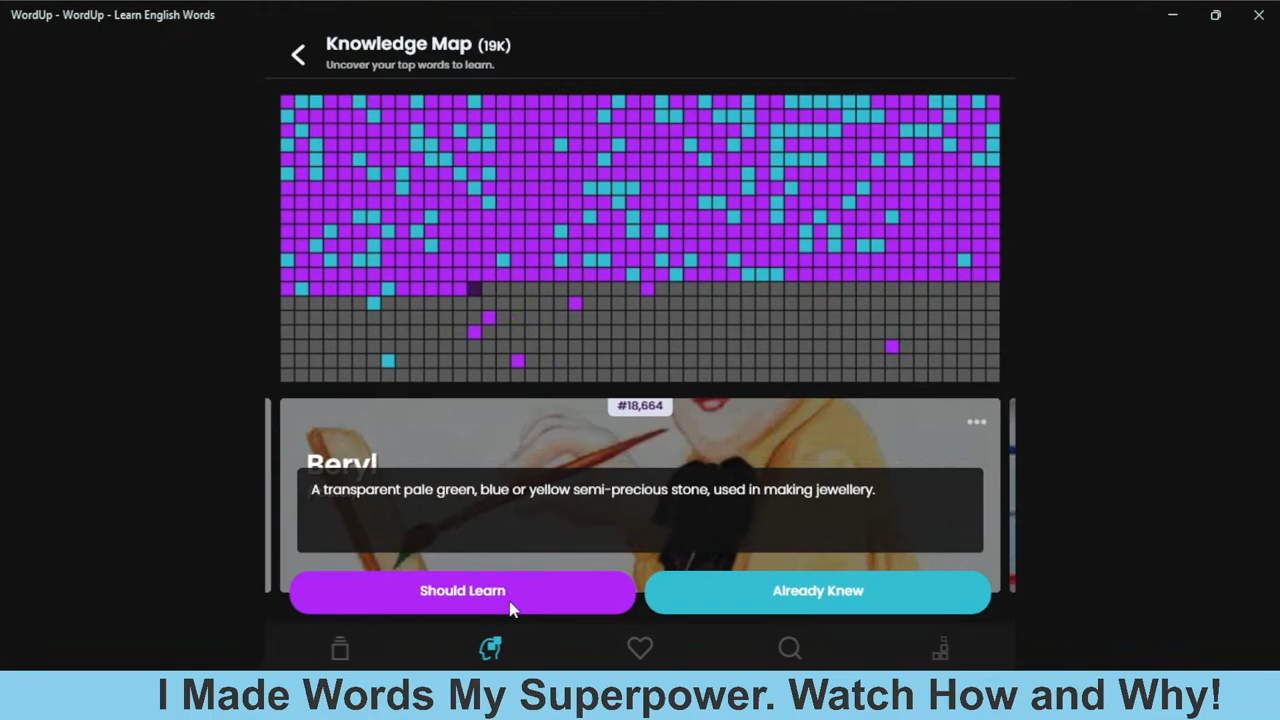 WordUp - WordUp - Learn English Words
Knowledge Map (19K)
Uncover your top words to learn.
#18,664
Beryl
A transparent pale green, blue or yellow semi-precious stone, used in making jewellery.
Should Learn
Already Knew
I Made Words My Superpower. Watch How and Why!